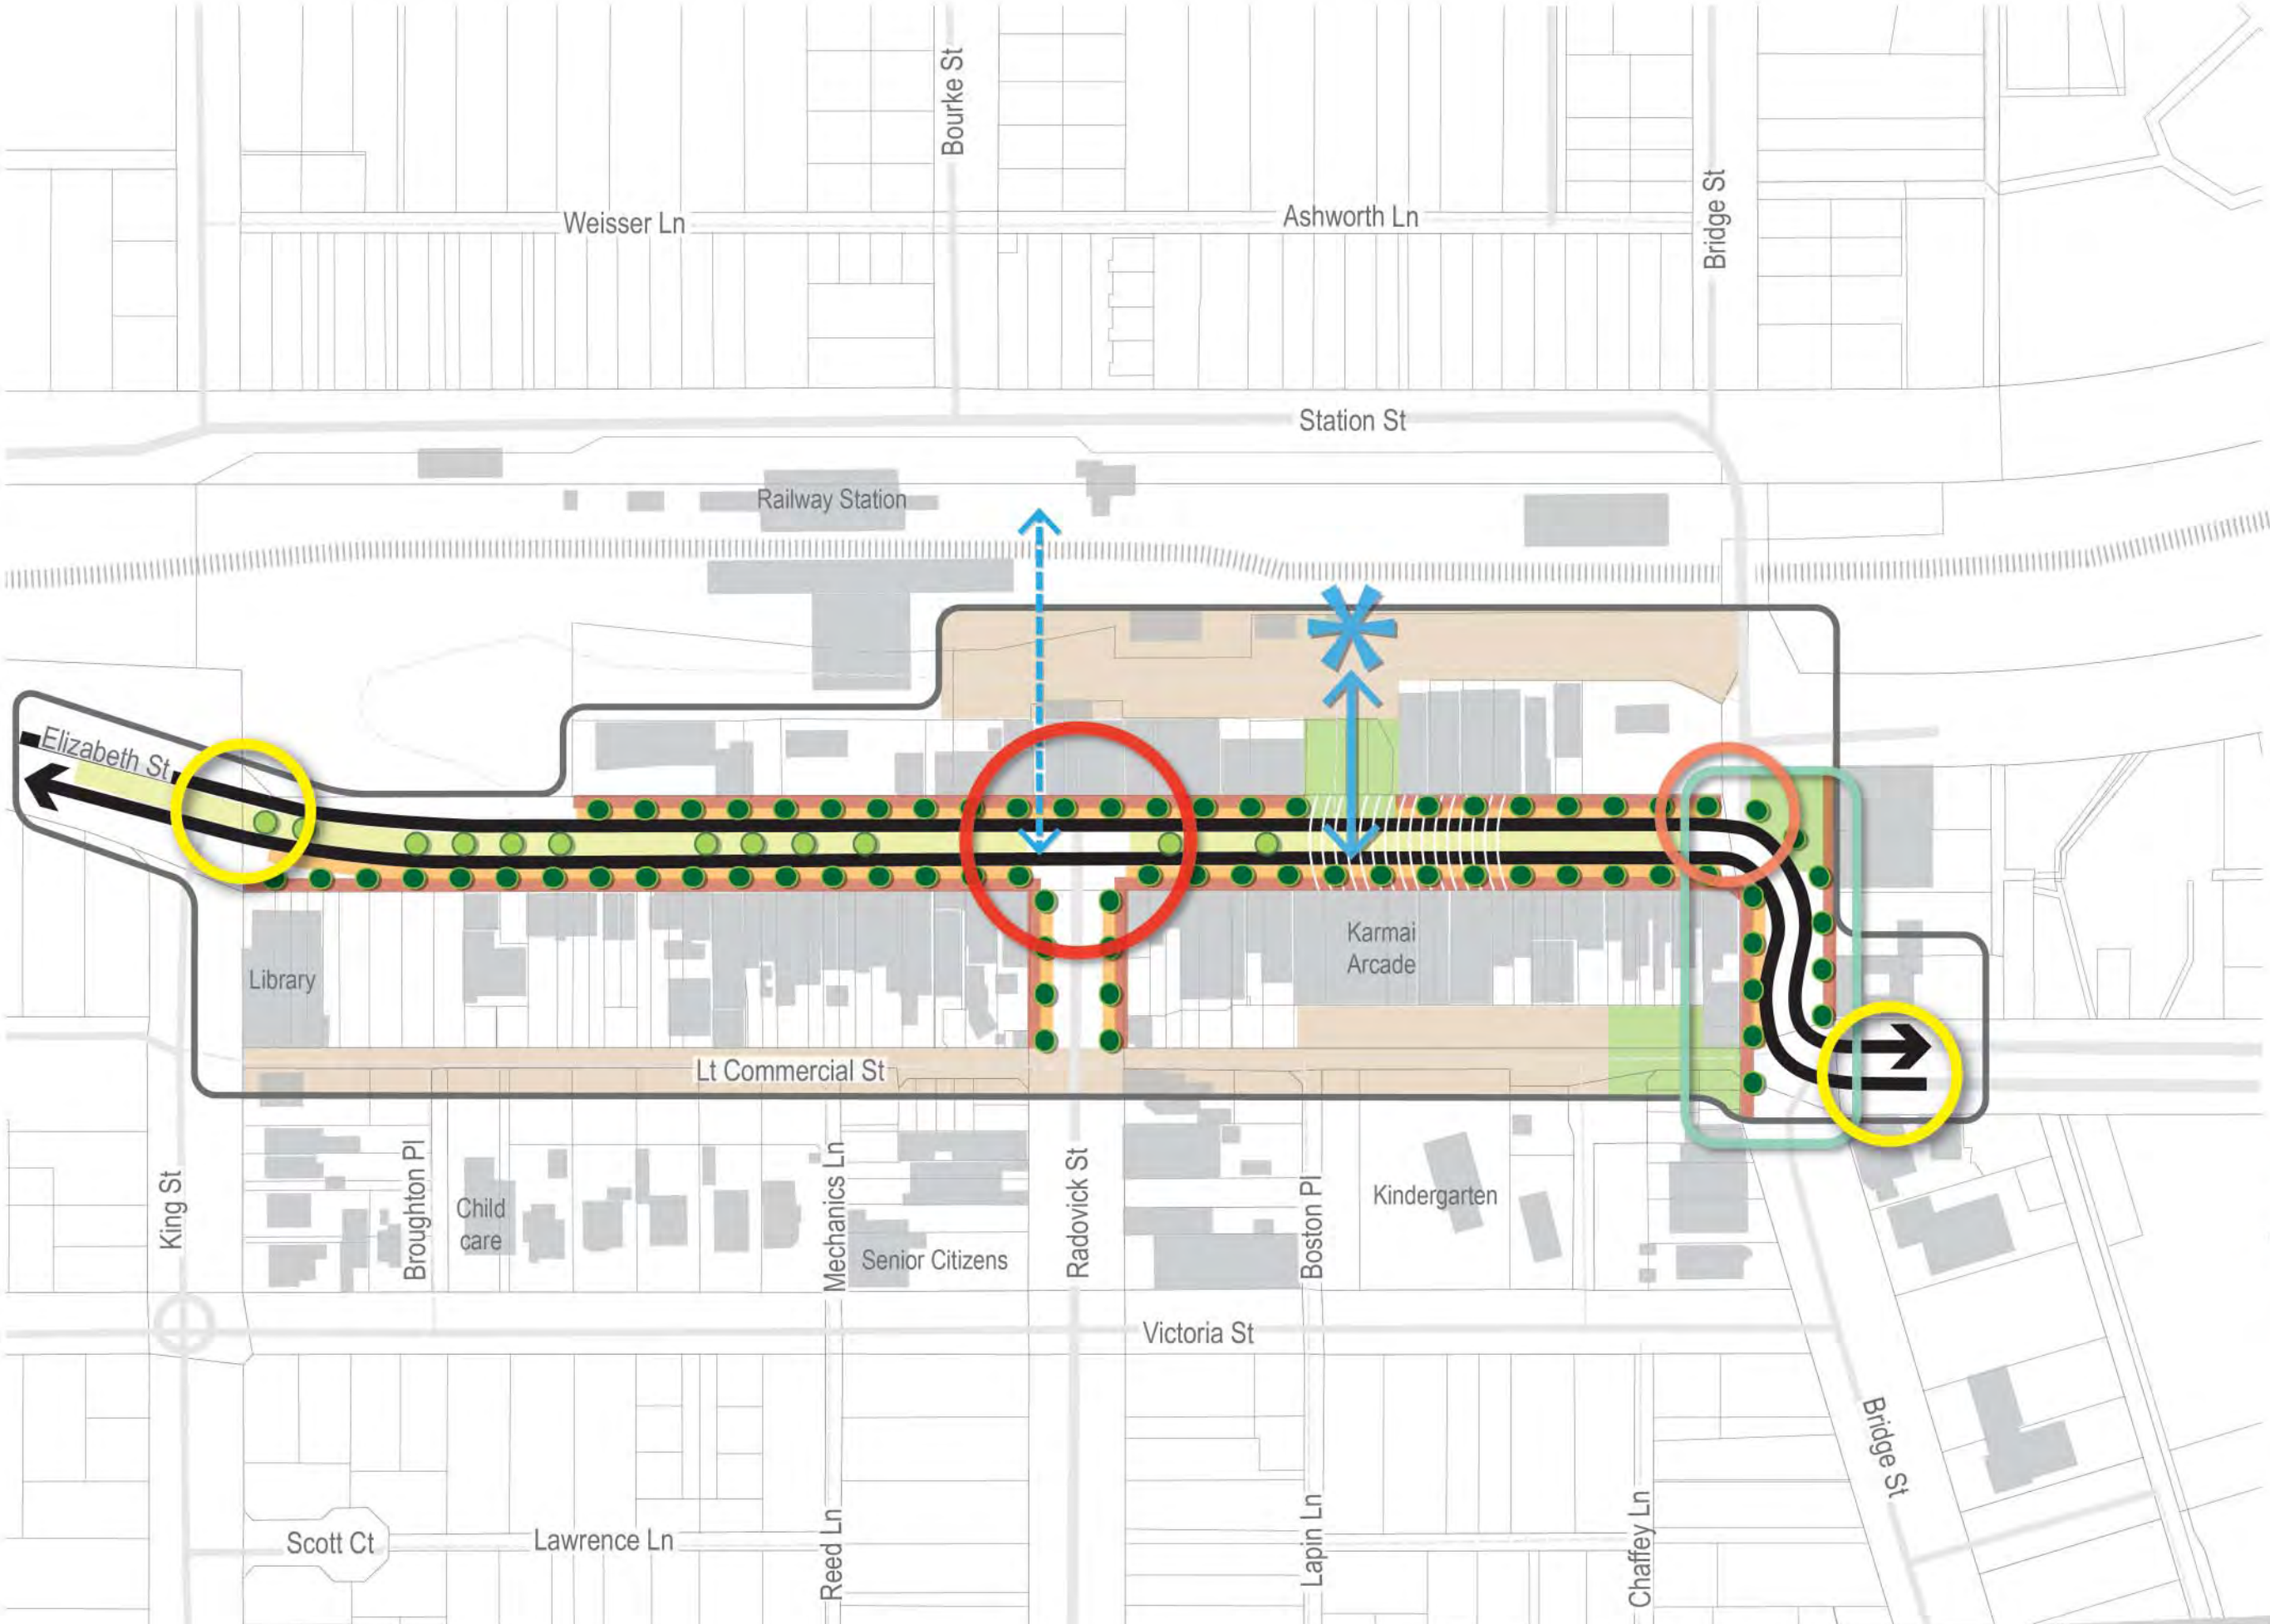 Bourke St
Bridge St
Weisser Ln
Ashworth Ln
Station St
Railway Station
Elizabeth St
Karmai
Arcade
Library
Lt Commercial St
King St
Broughton Pl
Child
care
Mechanics Ln
Senior Citizens
Radovick St
Boston Pl
Kindergarten
Victoria St
Bridge St
Scott Ct
Lawrence Ln
Reed Ln
Lapin Ln
Chaffey Ln